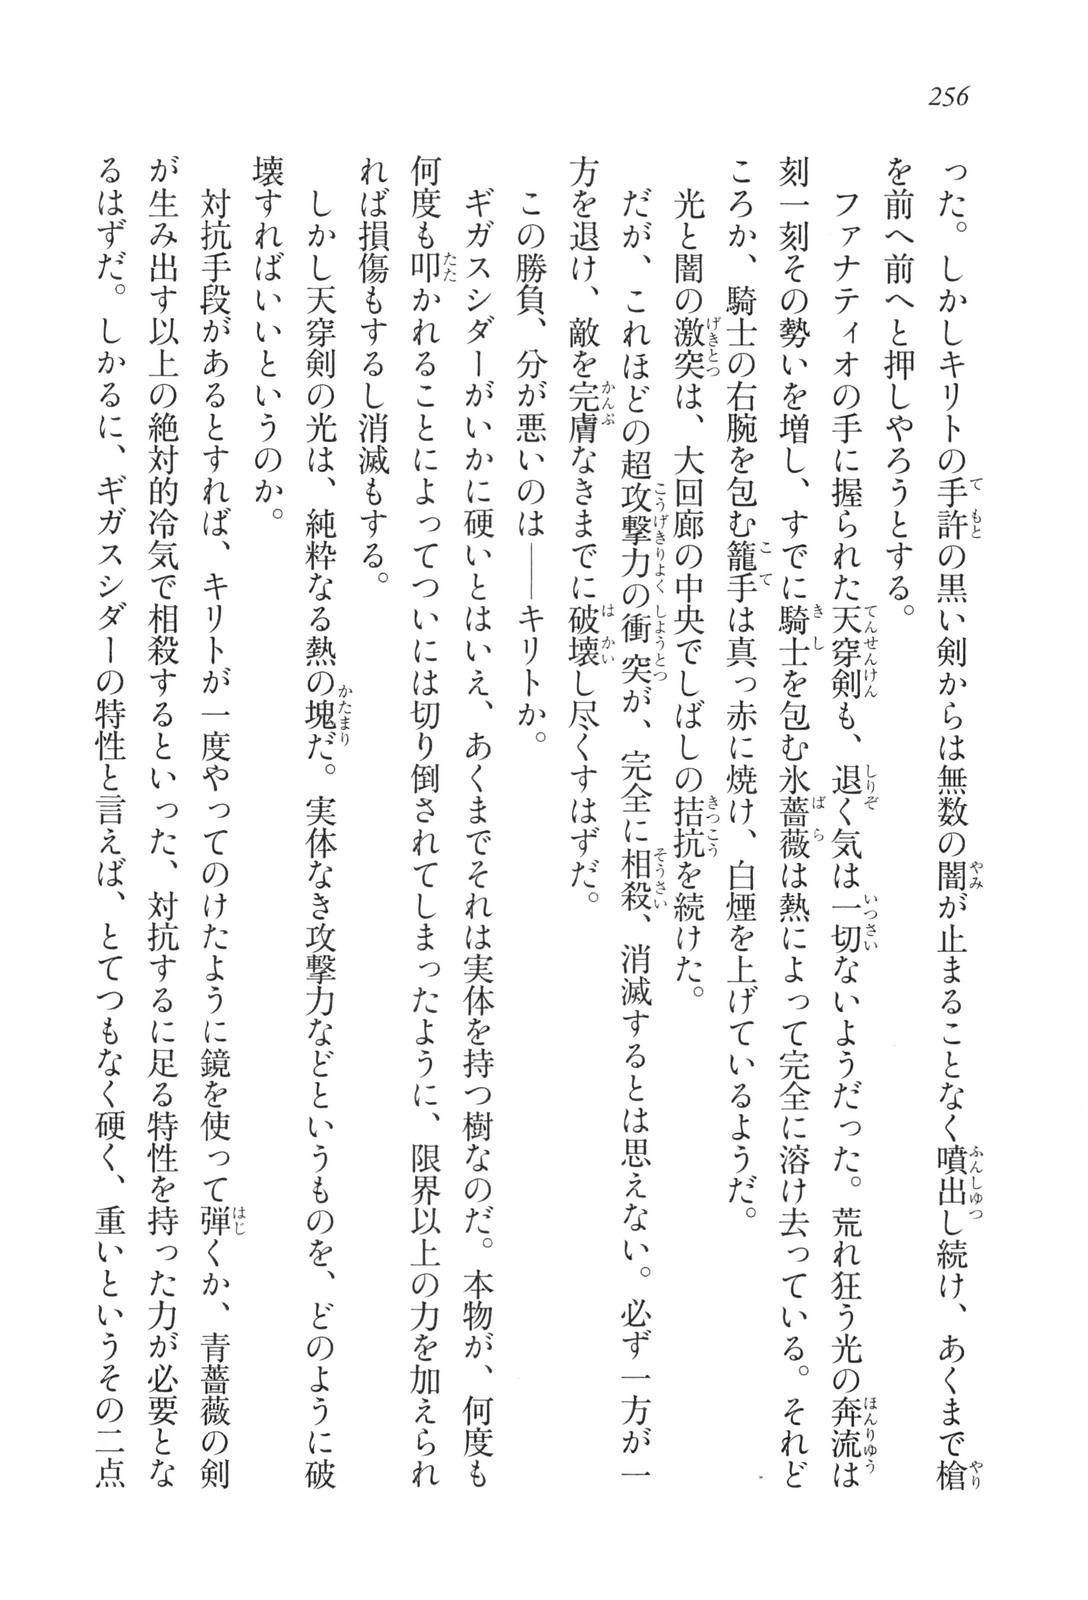 256
った。しかしキリトの手許の黒い剣からは無数の闇が止まることなく噴出し続け、あくまで槍
を前へ前へと押しやろうとする。
ファナティオの手に握られた天穿剣も、退く気は一切ないようだった。荒れ狂う光の奔流は
刻一刻その勢いを増し、すでに騎士を包む氷薔薇は熱によって完全に溶け去っている。それど
ころか、騎士の右腕を包む籠手は真っ赤に焼け、白煙を上げているようだ。
光と闇の激突は、大回廊の中央でしばしの拮抗を続けた。
だが、これほどの超攻撃力の衝突が、完全に相殺、消滅するとは思えない。必ず一方が一
方を退け、敵を完膚なきまでに破壊し尽くすはずだ。
この勝負、分が悪いのは――キリトか。
ギガスシダーがいかに硬いとはいえ、あくまでそれは実体を持つ樹なのだ。本物が、何度も
何度も叩かれることによってついには切り倒されてしまったように、限界以上の力を加えられ
れば損傷もするし消滅もする。
しかし天穿剣の光は、純粋なる熱の塊だ。実体なき攻撃力などというものを、どのように破
壊すればいいというのか。
対抗手段があるとすれば、キリトが一度やってのけたように鏡を使って弾くか、青薔薇の剣
が生み出す以上の絶対的冷気で相殺するといった、対抗するに足る特性を持った力が必要とな
るはずだ。しかるに、ギガスシダーの特性と言えば、とてつもなく硬く、重いというその二点